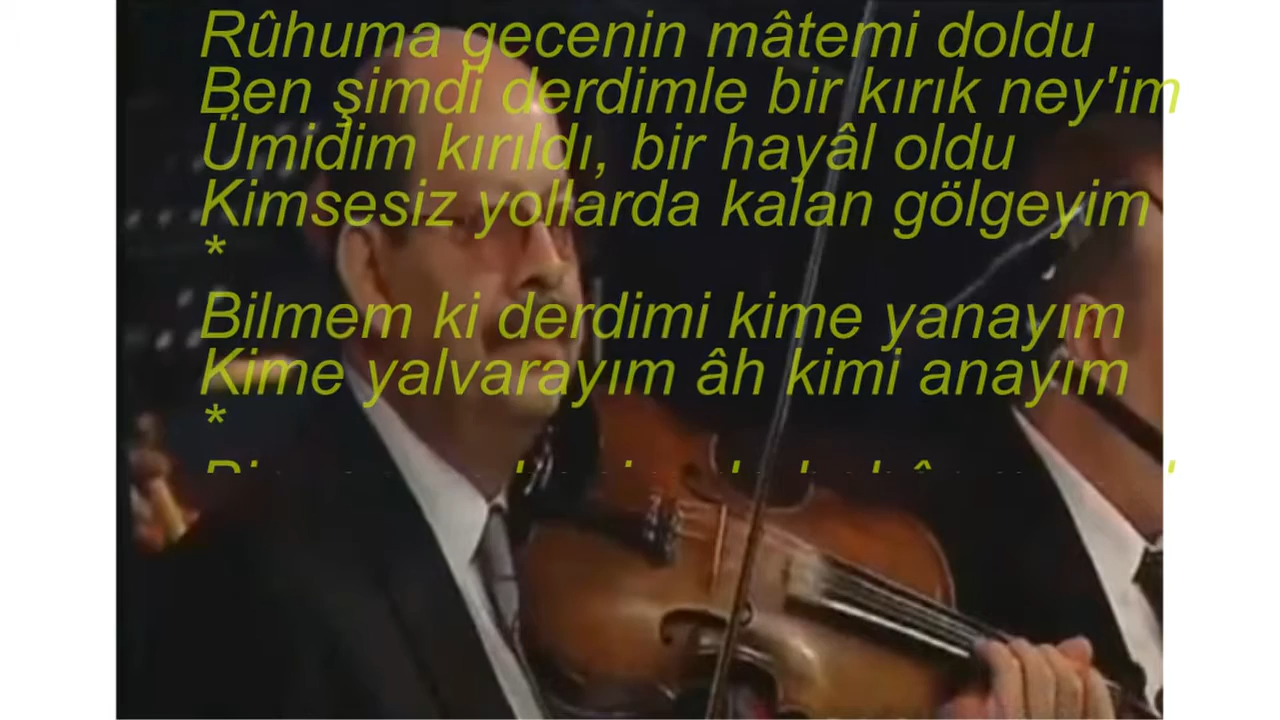 Rûhuma gecenin mâtemi doldu
Ben şimdi derdimle bir kırık ney'im
Ümidim kırıldı, bir hayâl oldu
Kimsesiz yollarda kalan gölgeyim
*
Bilmem ki derdimi kime yanayım
Kime yalvarayım âh kimi anayım
*